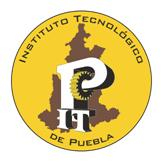 INSTITUTO TECNOLÓGICO
DE PUEBLA
P
IT